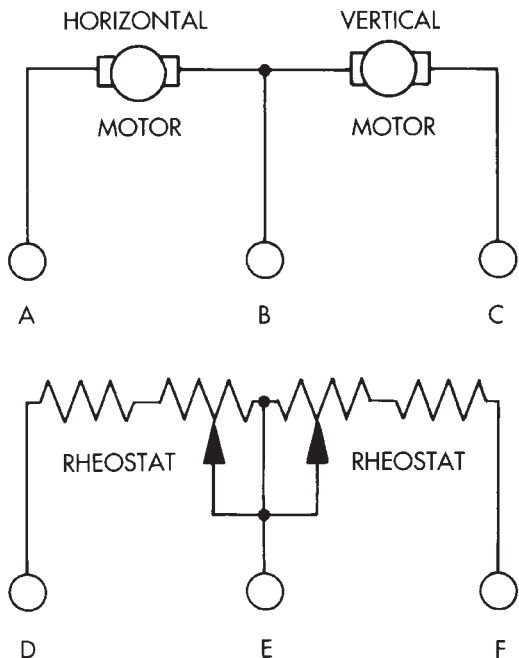 HORIZONTAL VERTICAL
MOTOR MOTOR
A B C
RHEOSTAT RHEOSTAT
D E F